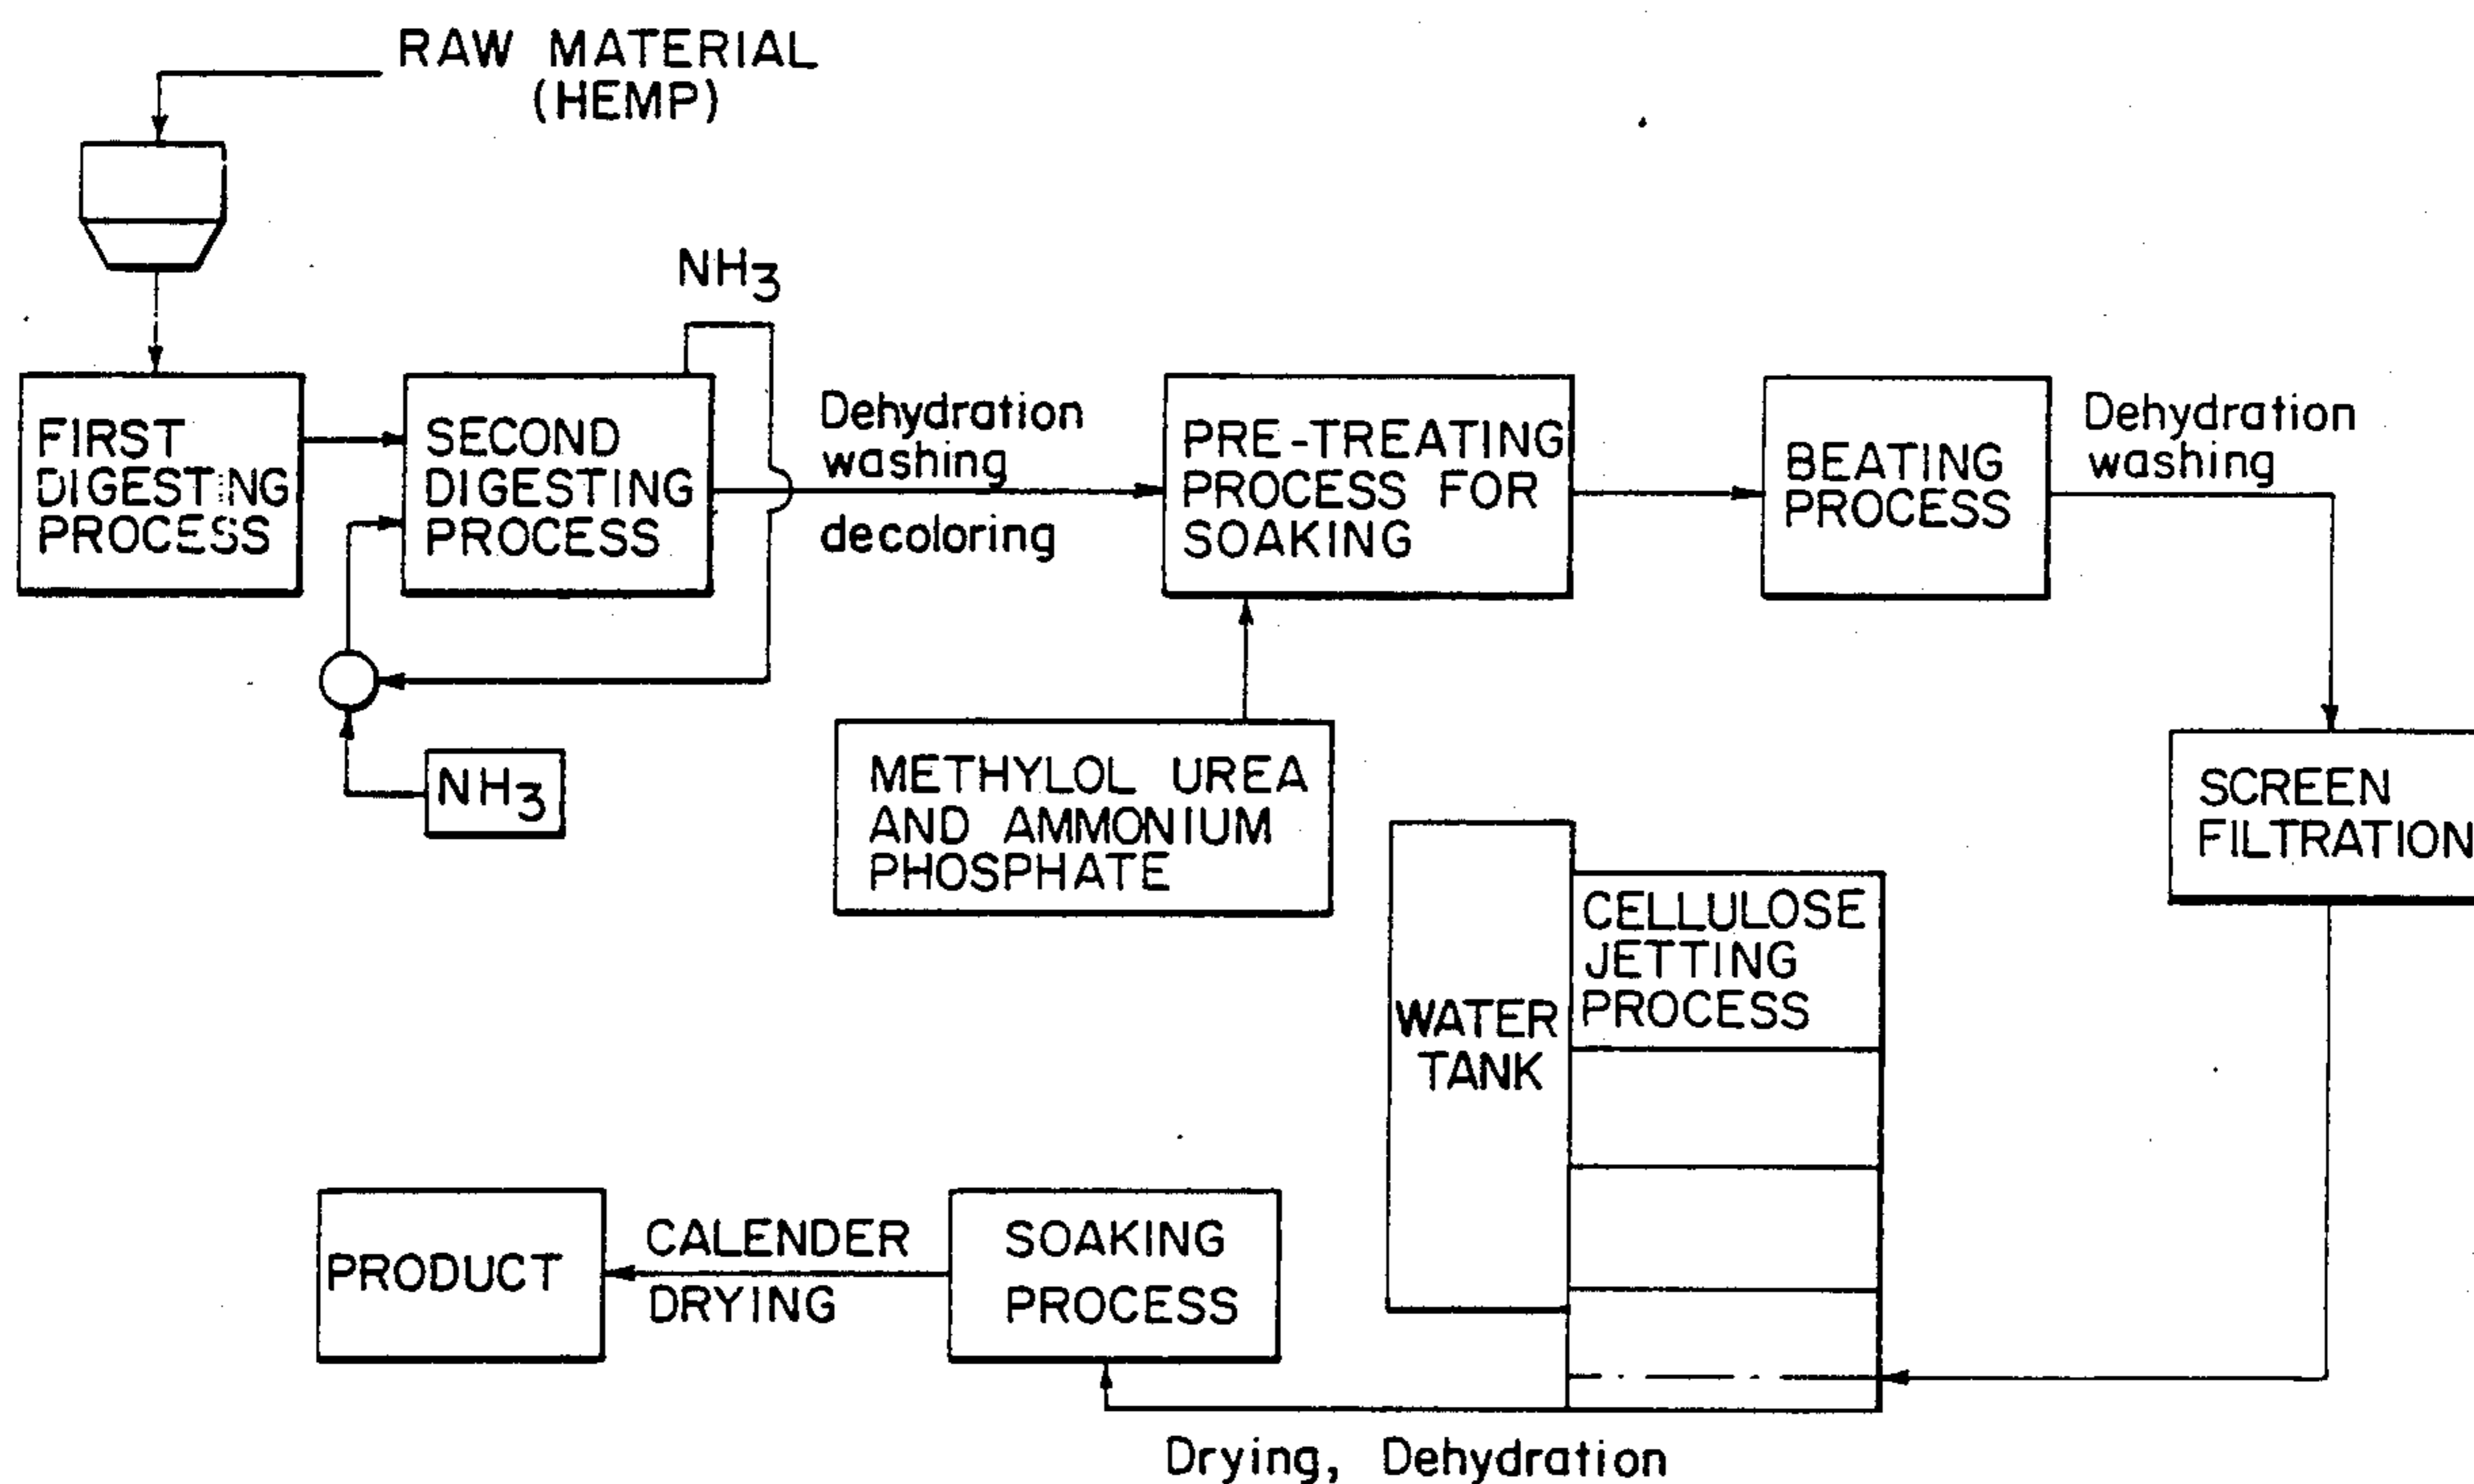 RAW MATERIAL
(HEMP)
NH3
FIRST
DIGESTING
PROCESS
SECOND
DIGESTING
PROCESS
Dehydration
washing
decoloring
PRE-TREATING
PROCESS FOR
SOAKING
BEATING
PROCESS
Dehydration
washing
NH3
METHYLOL UREA
AND AMMONIUM
PHOSPHATE
SCREEN
FILTRATION
CELLULOSE
JETTING
PROCESS
WATER
TANK
PRODUCT
CALENDER
DRYING
SOAKING
PROCESS
Drying, Dehydration